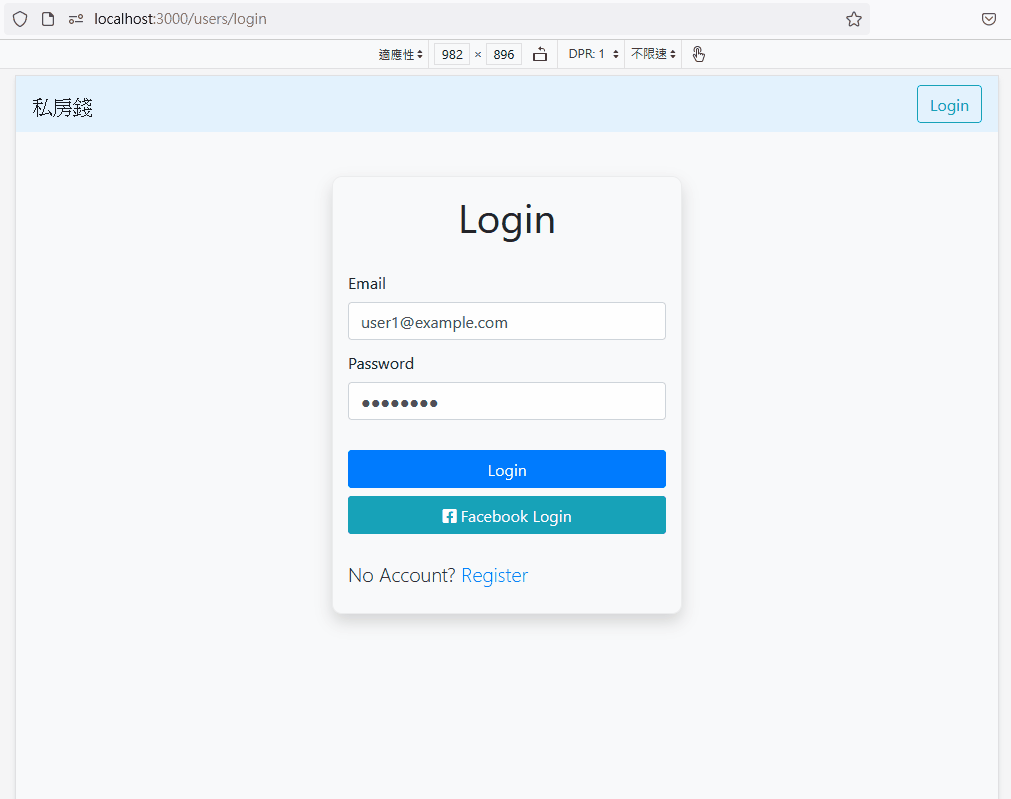 localhost:3000/users/login
適應性 982 × 896 DPR: 1 不限速
私房錢 Login
Login
Email
user1@example.com
Password
●●●●●●●●
Login
Facebook Login
No Account? Register